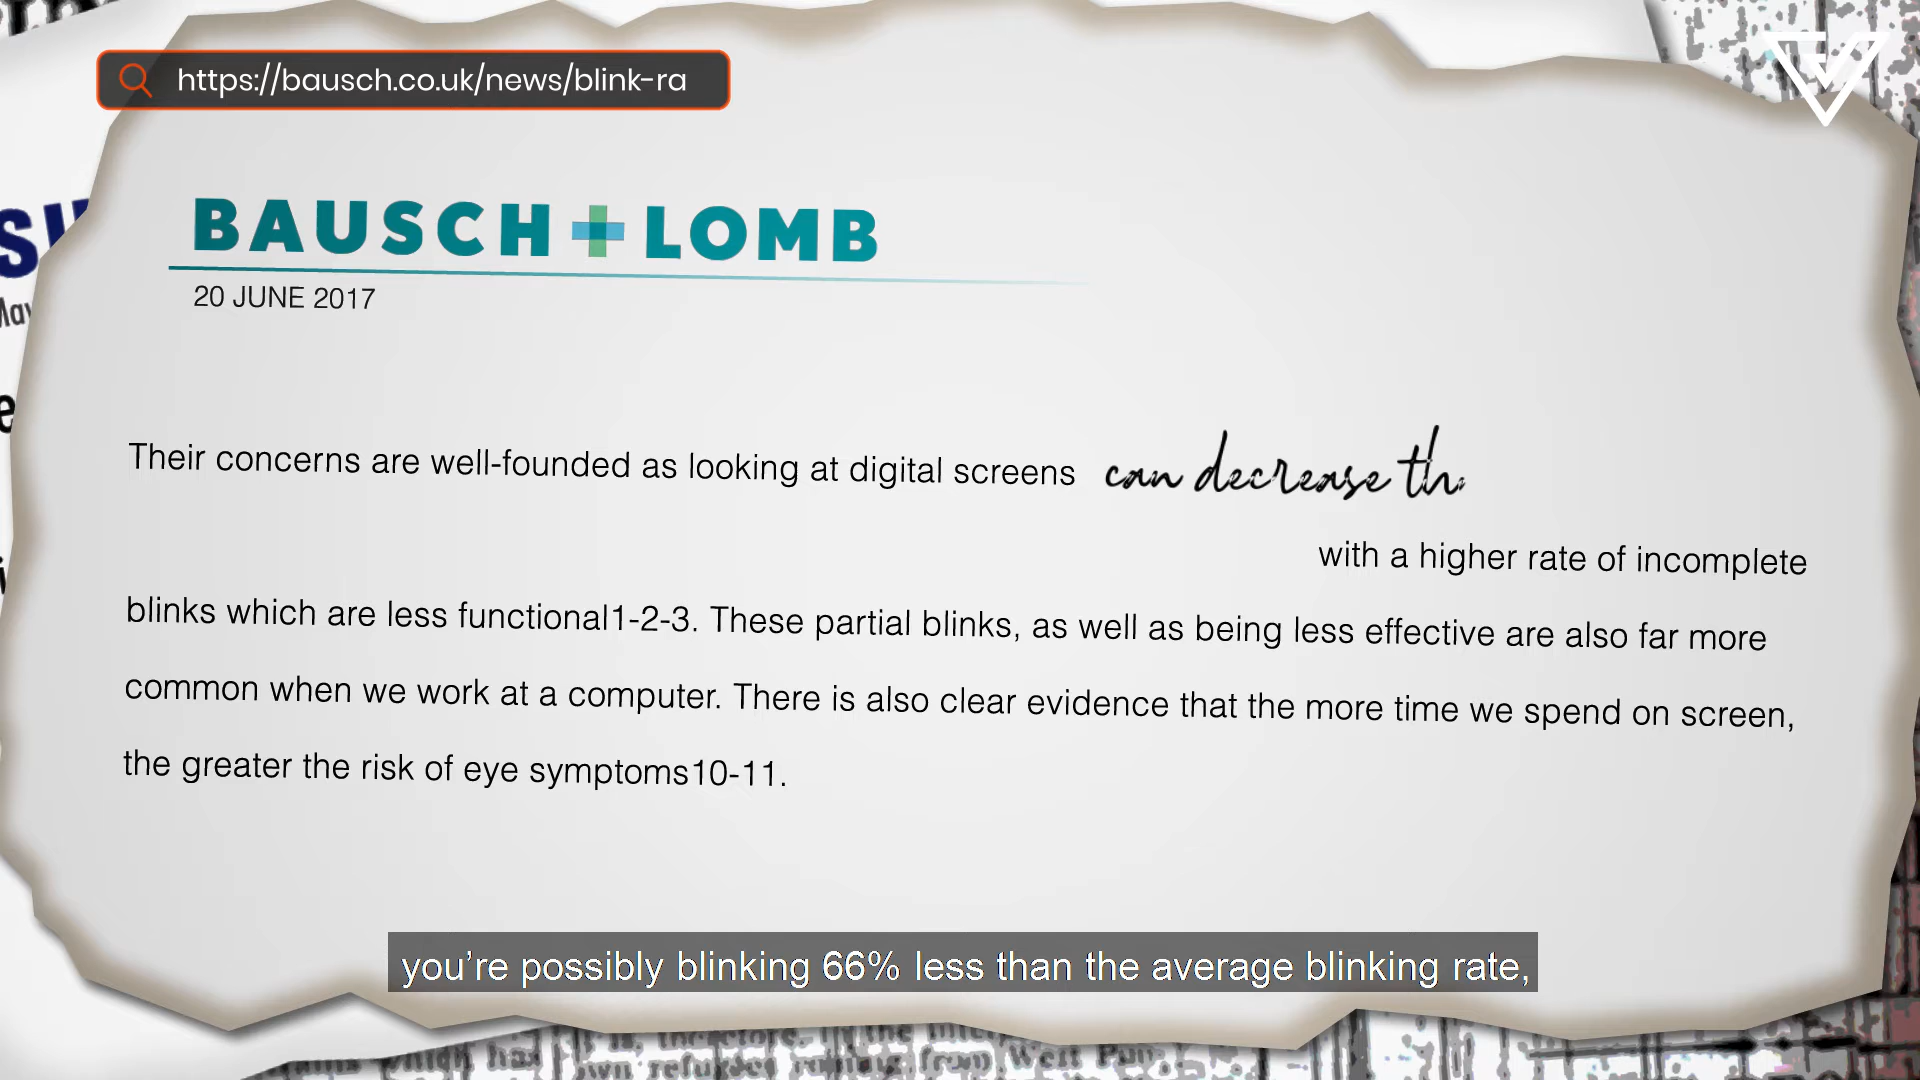 https://bausch.co.uk/news/blink-ra
BAUSCH + LOMB
20 JUNE 2017
Their concerns are well-founded as looking at digital screens can decrease th
with a higher rate of incomplete
blinks which are less functional1-2-3. These partial blinks, as well as being less effective are also far more
common when we work at a computer. There is also clear evidence that the more time we spend on screen,
the greater the risk of eye symptoms10-11.
you're possibly blinking 66% less than the average blinking rate,